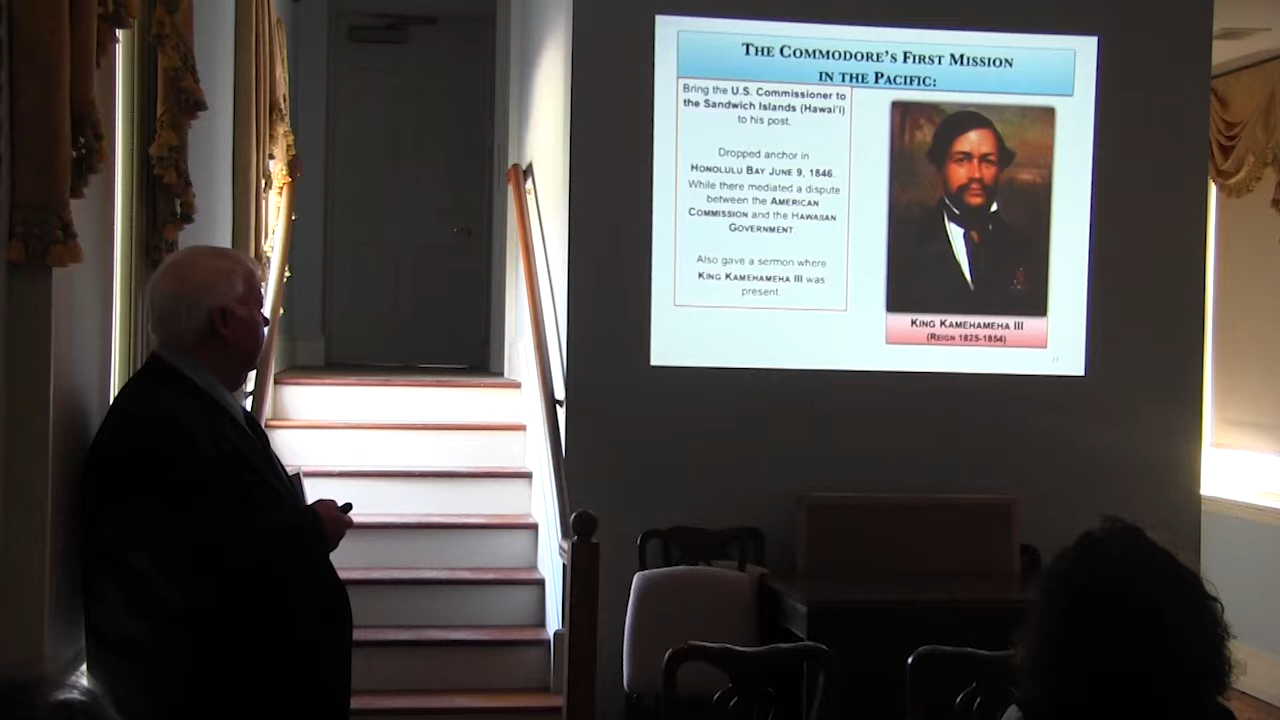 THE COMMODORE'S FIRST MISSION
IN THE PACIFIC:
Bring the U.S. Commissioner to
the Sandwich Islands (Hawai'i)
to his post.
Dropped anchor in
HONOLULU BAY JUNE 9, 1846.
While there mediated a dispute
between the AMERICAN
COMMISSION and the HAWAIIAN
GOVERNMENT.
Also gave a sermon where
KING KAMEHAMEHA III was
present.
KING KAMEHAMEHA III
(REIGN 1825-1854)
17